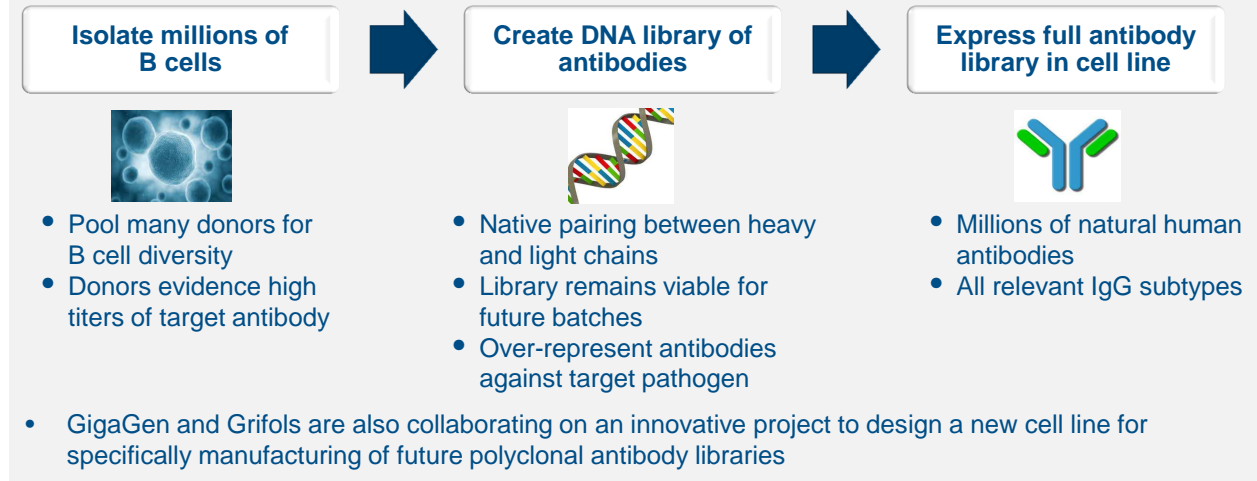 Isolate millions of
B cells
Create DNA library of
antibodies
Express full antibody
library in cell line
• Pool many donors for
B cell diversity
• Donors evidence high
titers of target antibody
• Native pairing between heavy
and light chains
• Library remains viable for
future batches
• Over-represent antibodies
against target pathogen
• Millions of natural human
antibodies
• All relevant IgG subtypes
• GigaGen and Grifols are also collaborating on an innovative project to design a new cell line for
specifically manufacturing of future polyclonal antibody libraries